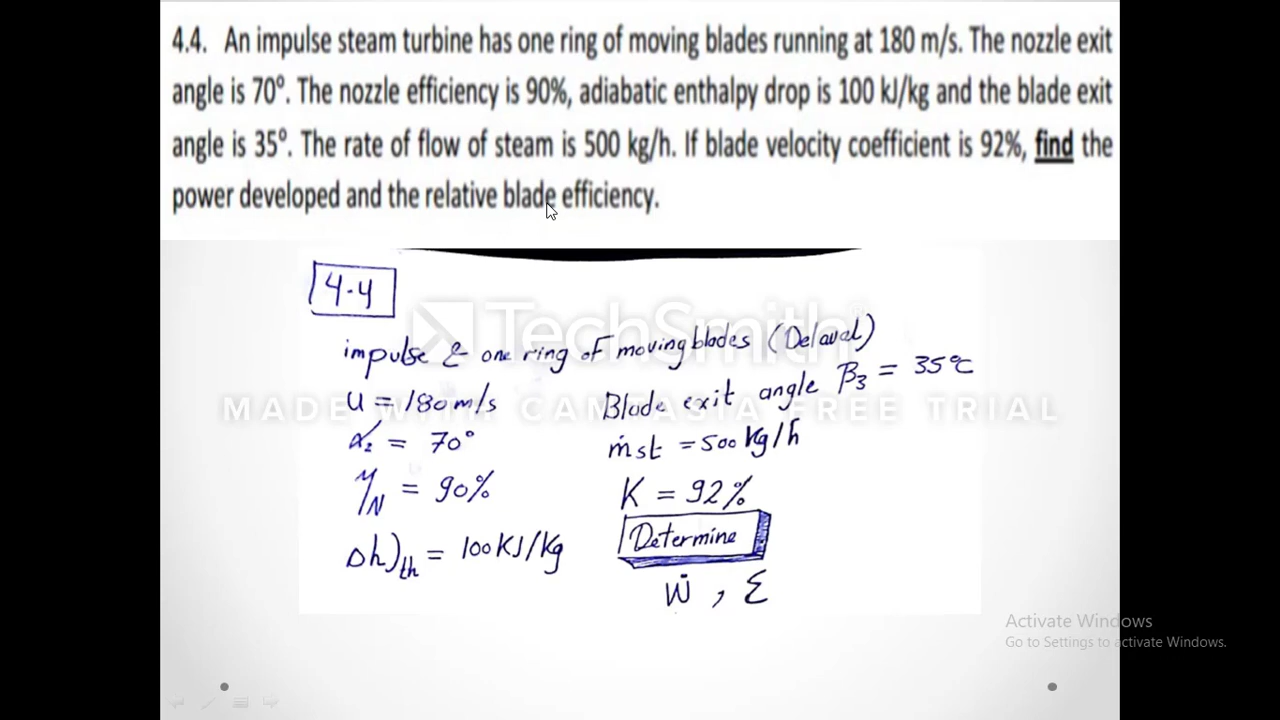 4.4. An impulse steam turbine has one ring of moving blades running at 180 m/s. The nozzle exit
angle is 70°. The nozzle efficiency is 90%, adiabatic enthalpy drop is 100 kJ/kg and the blade exit
angle is 35°. The rate of flow of steam is 500 kg/h. If blade velocity coefficient is 92%, find the
power developed and the relative blade efficiency.
4-4
TechSmith
impulse & one ring of moving blades (Delaval)
MADE WITH CAMTASIA FREE TRIAL
U = 180 m/s
Blade exit angle β₃ = 35°C
α₂ = 70°
ṁst = 500 kg/h
η_N = 90%
K = 92%
Δh)th = 100 KJ/Kg
Determine
Ẇ , Σ
Activate Windows
Go to Settings to activate Windows.